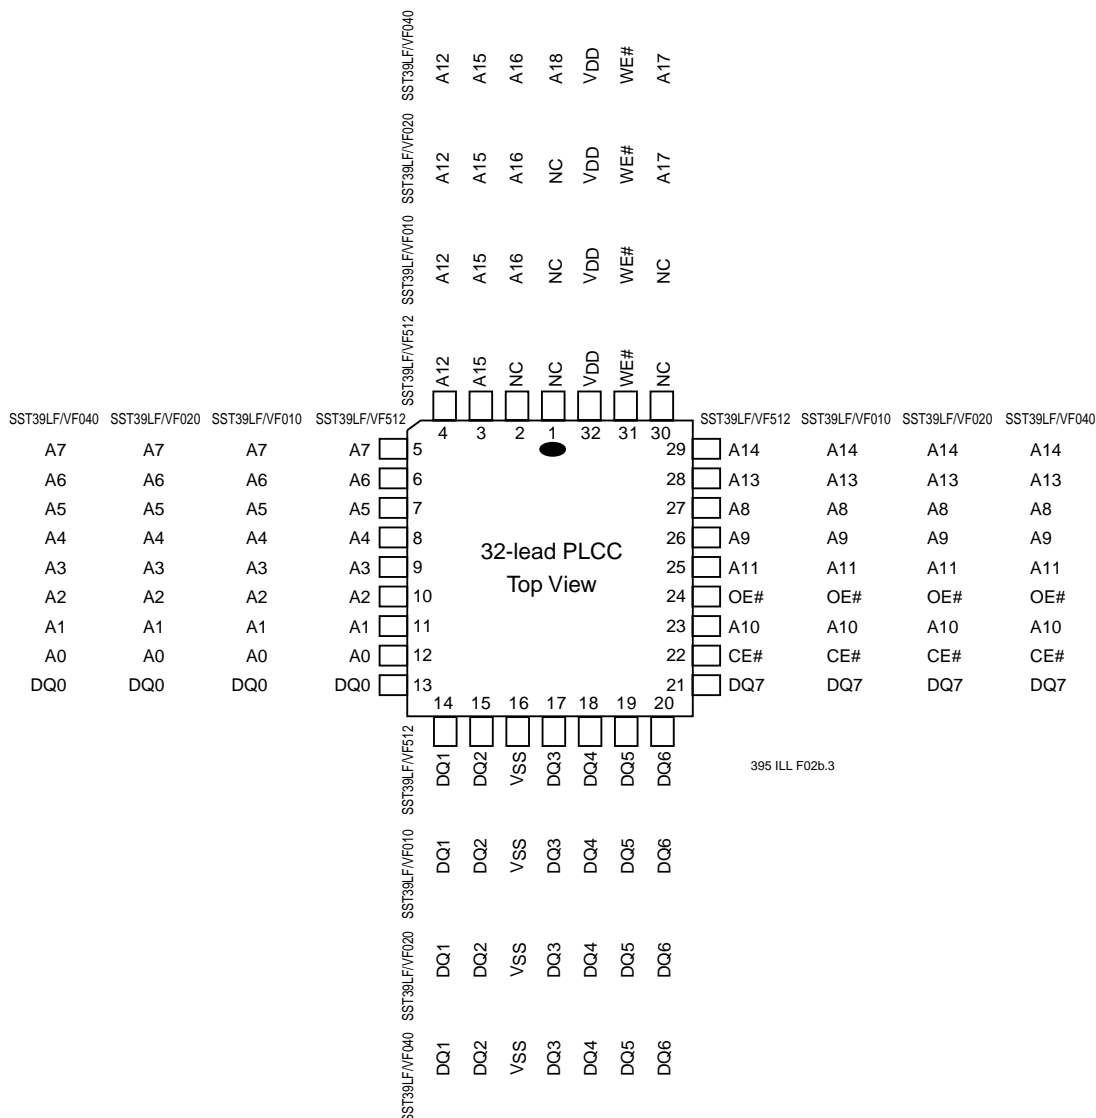 SST39LF/VF040 A12 A15 A16 A18 VDD WE# A17
SST39LF/VF020 A12 A15 A16 NC VDD WE# A17
SST39LF/VF010 A12 A15 A16 NC VDD WE# NC
SST39LF/VF512 A12 A15 NC NC VDD WE# NC
SST39LF/VF040 SST39LF/VF020 SST39LF/VF010 SST39LF/VF512 4 3 2 1 32 31 30 SST39LF/VF512 SST39LF/VF010 SST39LF/VF020 SST39LF/VF040
A7 A7 A7 A7 5 29 A14 A14 A14 A14
A6 A6 A6 A6 6 28 A13 A13 A13 A13
A5 A5 A5 A5 7 27 A8 A8 A8 A8
A4 A4 A4 A4 8 26 A9 A9 A9 A9
32-lead PLCC
A3 A3 A3 A3 9 25 A11 A11 A11 A11
Top View
A2 A2 A2 A2 10 24 OE# OE# OE# OE#
A1 A1 A1 A1 11 23 A10 A10 A10 A10
A0 A0 A0 A0 12 22 CE# CE# CE# CE#
DQ0 DQ0 DQ0 DQ0 13 21 DQ7 DQ7 DQ7 DQ7
14 15 16 17 18 19 20
SST39LF/VF512 DQ1 DQ2 VSS DQ3 DQ4 DQ5 DQ6
395 ILL F02b.3
SST39LF/VF010 DQ1 DQ2 VSS DQ3 DQ4 DQ5 DQ6
SST39LF/VF020 DQ1 DQ2 VSS DQ3 DQ4 DQ5 DQ6
SST39LF/VF040 DQ1 DQ2 VSS DQ3 DQ4 DQ5 DQ6